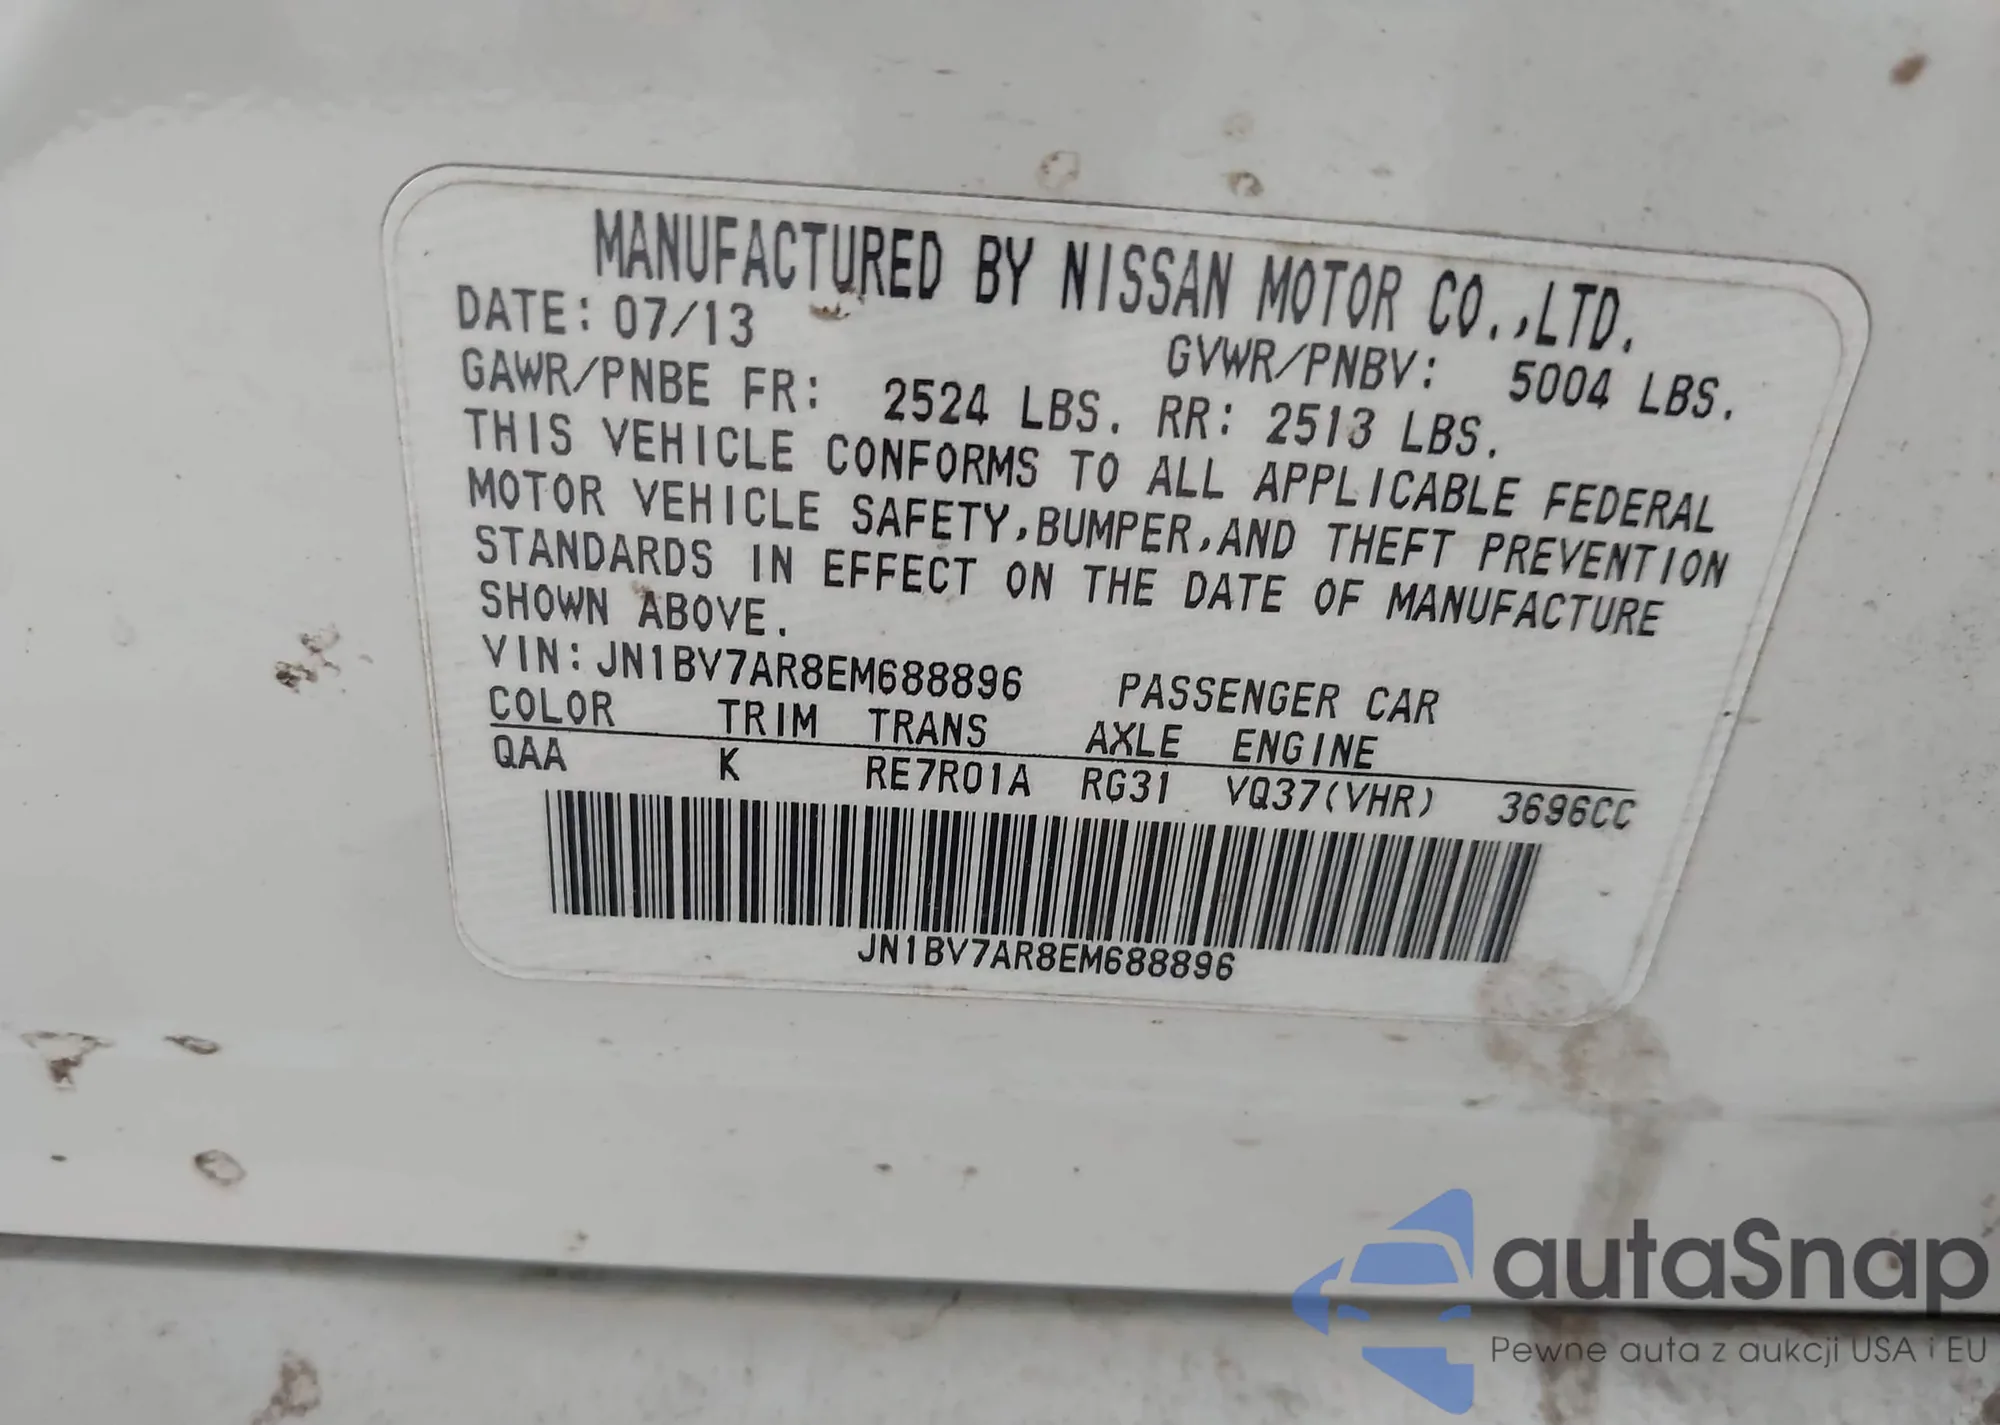 MANUFACTURED BY NISSAN MOTOR CO.,LTD.
DATE: 07/13 GVWR/PNBV: 5004 LBS.
GAWR/PNBE FR: 2524 LBS. RR: 2513 LBS.
THIS VEHICLE CONFORMS TO ALL APPLICABLE FEDERAL
MOTOR VEHICLE SAFETY,BUMPER,AND THEFT PREVENTION
STANDARDS IN EFFECT ON THE DATE OF MANUFACTURE
SHOWN ABOVE.
VIN:JN1BV7AR8EM688896 PASSENGER CAR
COLOR TRIM TRANS AXLE ENGINE
QAA K RE7R01A RG31 VQ37(VHR) 3696CC
JN1BV7AR8EM688896
autaSnap
Pewne auta z aukcji USA i EU